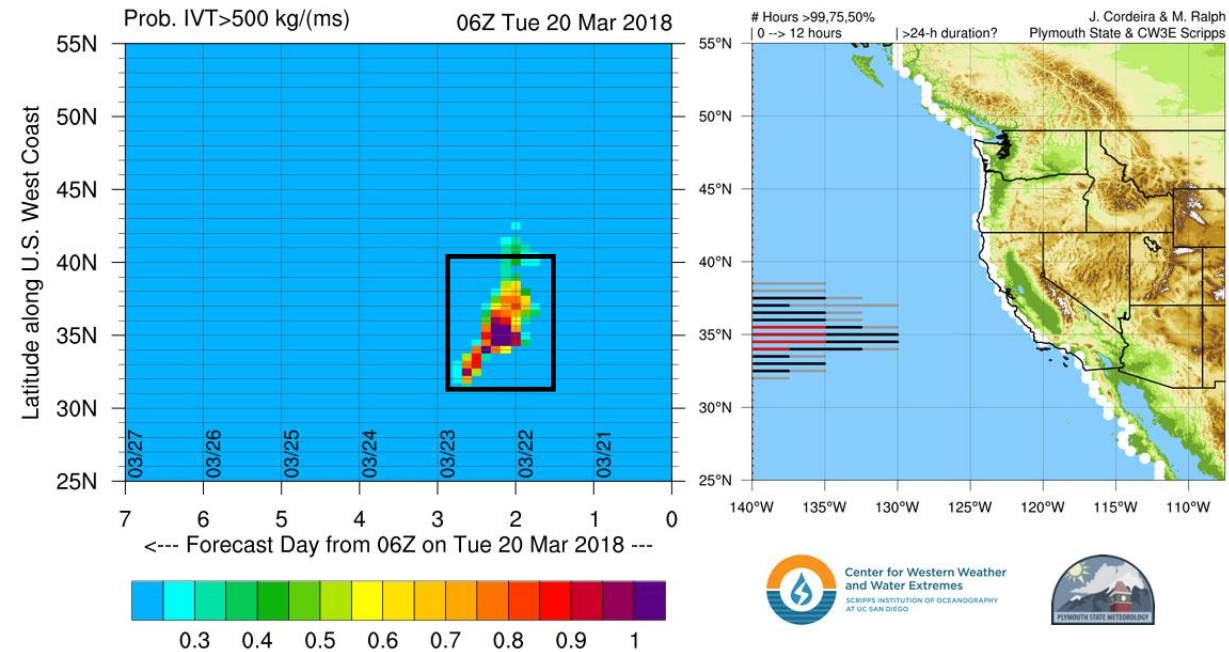 Prob. IVT>500 kg/(ms)
06Z Tue 20 Mar 2018
55N
50N
45N
40N
35N
30N
25N
Latitude along U.S. West Coast
03/27
03/26
03/25
03/24
03/23
03/22
03/21
7
6
5
4
3
2
1
0
<--- Forecast Day from 06Z on Tue 20 Mar 2018 ---
0.3
0.4
0.5
0.6
0.7
0.8
0.9
1
# Hours >99,75,50%
| 0 --> 12 hours
| >24-h duration?
J. Cordeira & M. Ralph
Plymouth State & CW3E Scripps
55°N
50°N
45°N
40°N
35°N
30°N
25°N
140°W
135°W
130°W
125°W
120°W
115°W
110°W
Center for Western Weather
and Water Extremes
SCRIPPS INSTITUTION OF OCEANOGRAPHY
AT UC SAN DIEGO
PLYMOUTH STATE METEOROLOGY